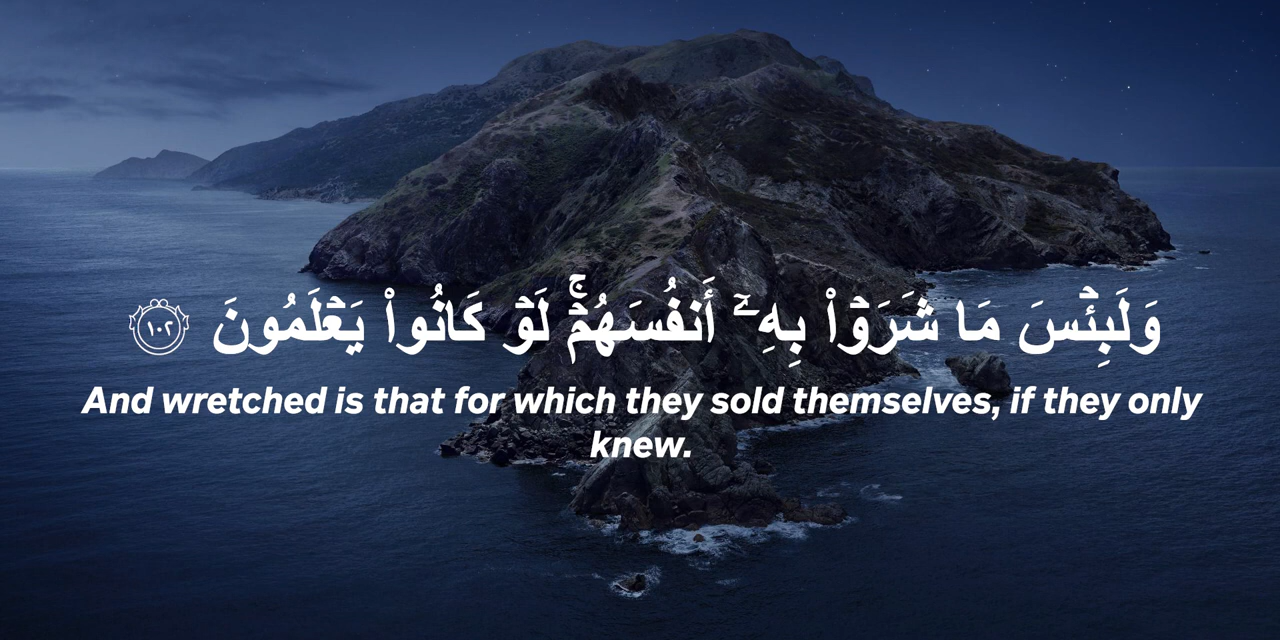 وَلَبِئۡسَ مَا شَرَوۡاْ بِهِۦٓ أَنفُسَهُمۡۚ لَوۡ كَانُواْ يَعۡلَمُونَ ١٠٢
And wretched is that for which they sold themselves, if they only
knew.